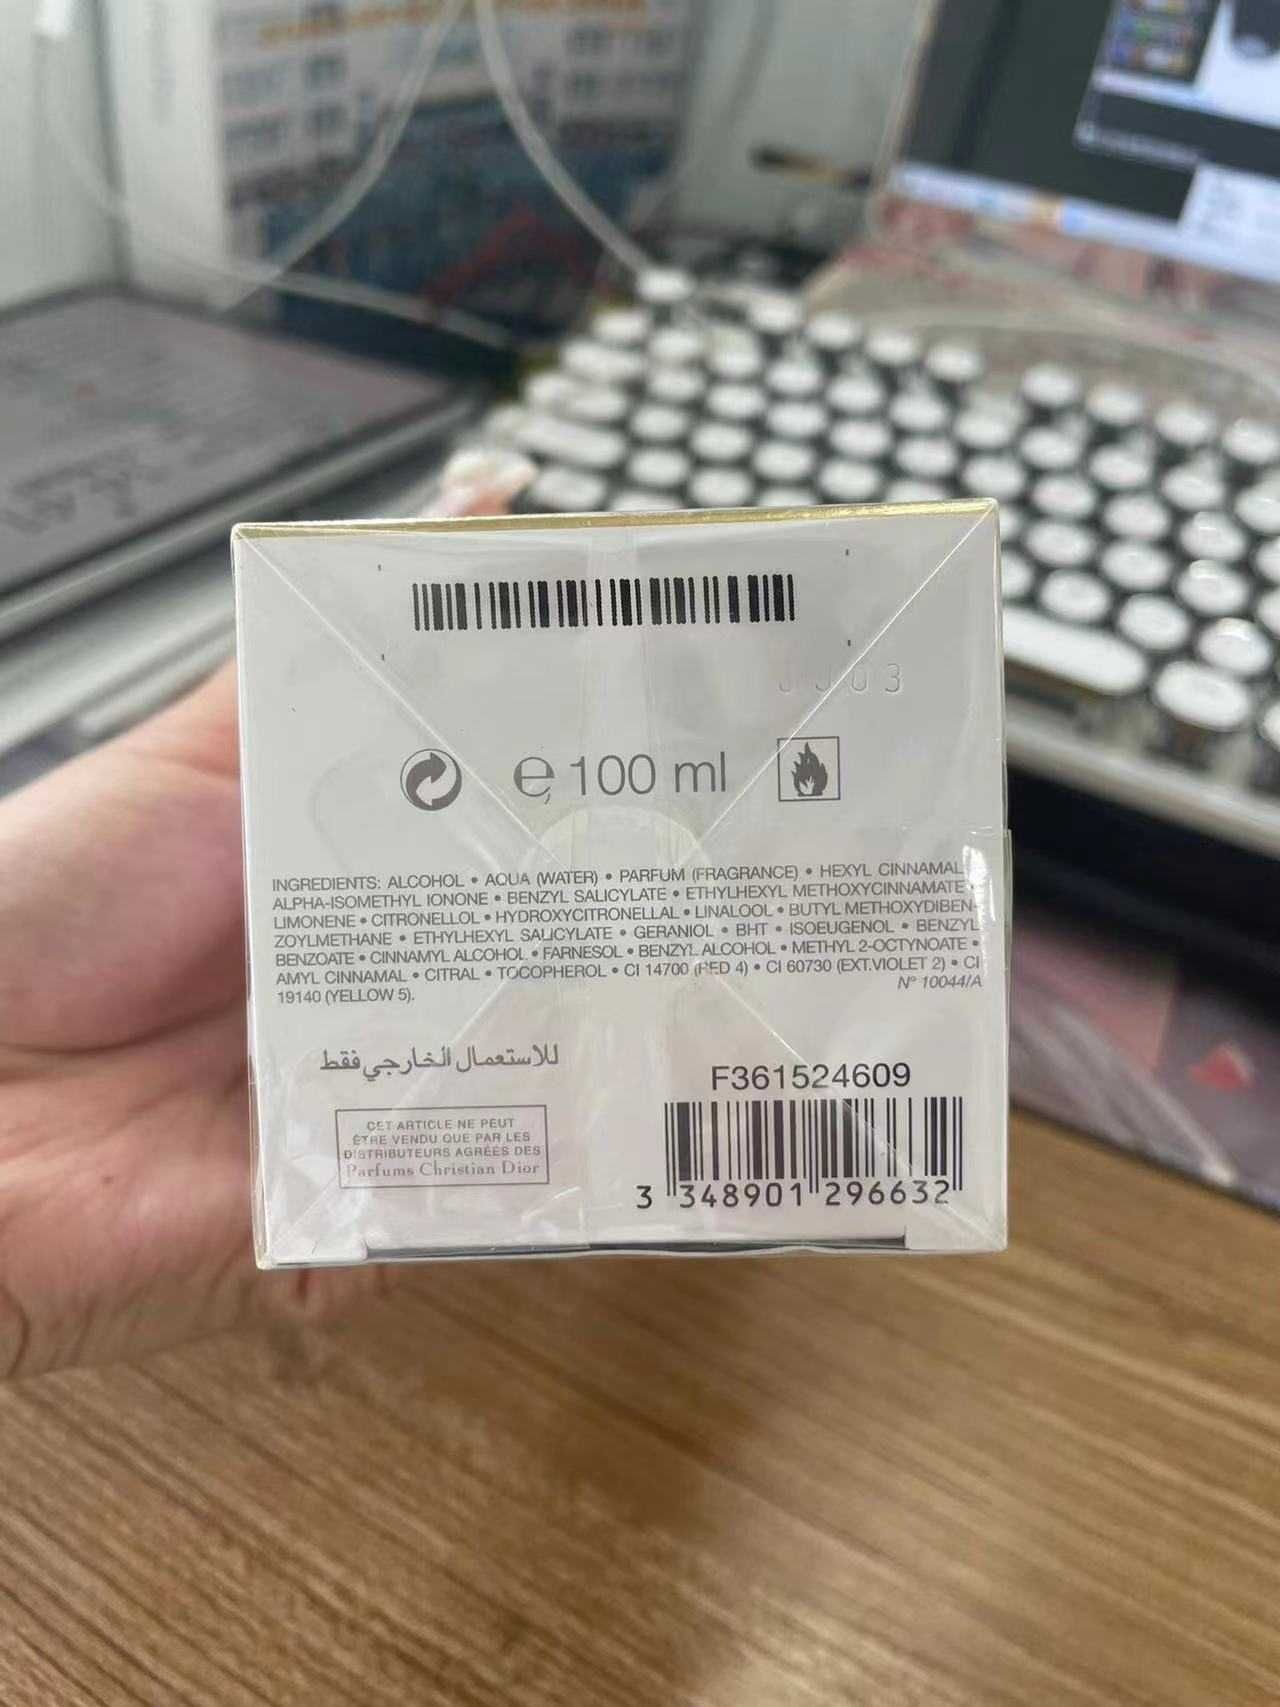 e 100 ml
INGREDIENTS: ALCOHOL • AQUA (WATER) • PARFUM (FRAGRANCE) • HEXYL CINNAMAL
ALPHA-ISOMETHYL IONONE • BENZYL SALICYLATE • ETHYLHEXYL METHOXYCINNAMATE •
LIMONENE • CITRONELLOL • HYDROXYCITRONELLAL • LINALOOL • BUTYL METHOXYDIBEN-
ZOYLMETHANE • ETHYLHEXYL SALICYLATE • GERANIOL • BHT • ISOEUGENOL • BENZYL
BENZOATE • CINNAMYL ALCOHOL • FARNESOL • BENZYL ALCOHOL • METHYL 2-OCTYNOATE •
AMYL CINNAMAL • CITRAL • TOCOPHEROL • CI 14700 (RED 4) • CI 60730 (EXT.VIOLET 2) • CI
19140 (YELLOW 5).
N° 10044/A
للاستعمال الخارجي فقط
F361524609
CET ARTICLE NE PEUT
ÊTRE VENDU QUE PAR LES
DISTRIBUTEURS AGRÉÉS DES
Parfums Christian Dior
3 348901 296632